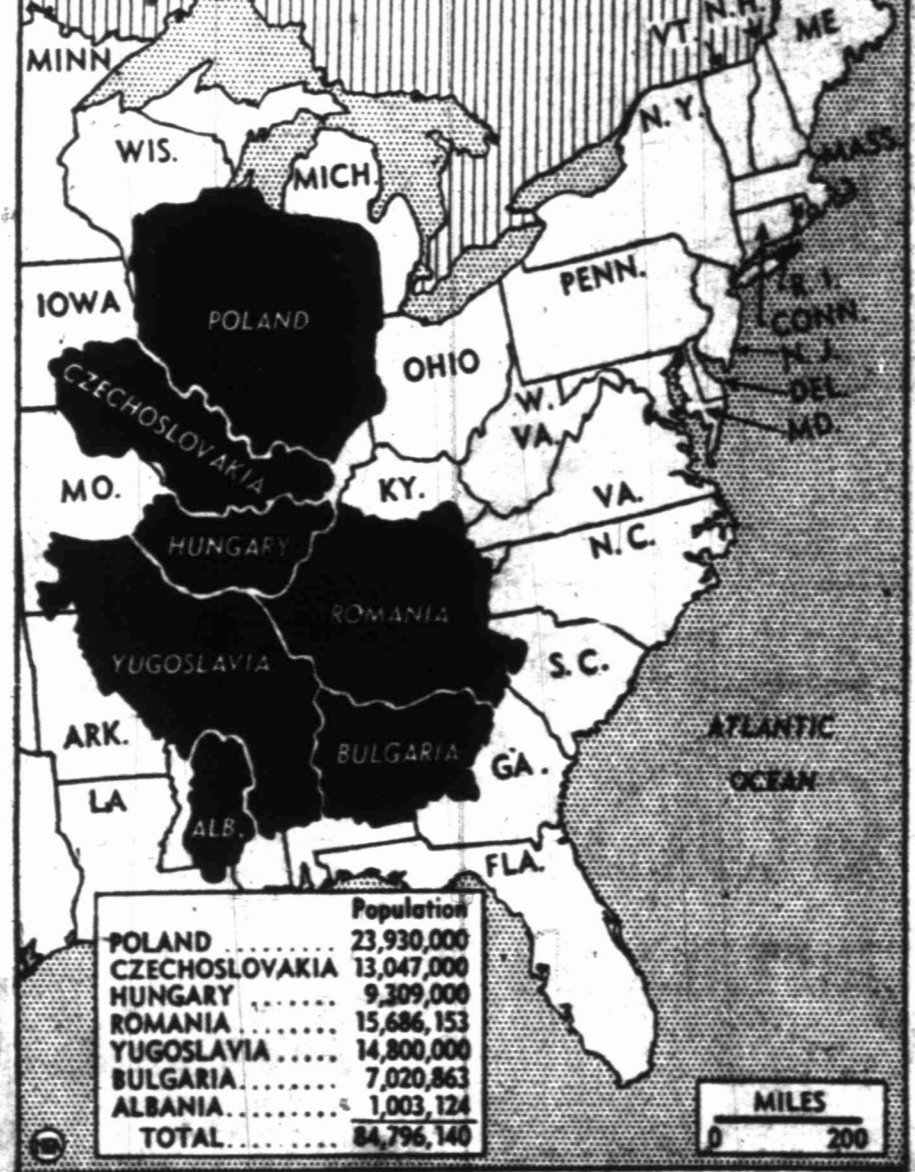 VT. N.H.
ME
MINN
N.Y.
WIS.
MASS.
MICH.
PENN.
R I.
IOWA
CONN.
POLAND
N J.
OHIO
DEL.
CZECHOSLOVAKIA
W.
VA.
MD.
MO.
KY.
VA.
N.C.
HUNGARY
ROMANIA
YUGOSLAVIA
S.C.
ARK.
BULGARIA
GA.
ATLANTIC
OCEAN
LA
ALB.
FLA.
Population
POLAND ........ 23,930,000
CZECHOSLOVAKIA 13,047,000
HUNGARY ...... 9,309,000
ROMANIA........ 15,686,153
YUGOSLAVIA ..... 14,800,000
BULGARIA........ 7,020,863
ALBANIA......... 1,003,124
TOTAL......... 84,796,140
MILES
0 200